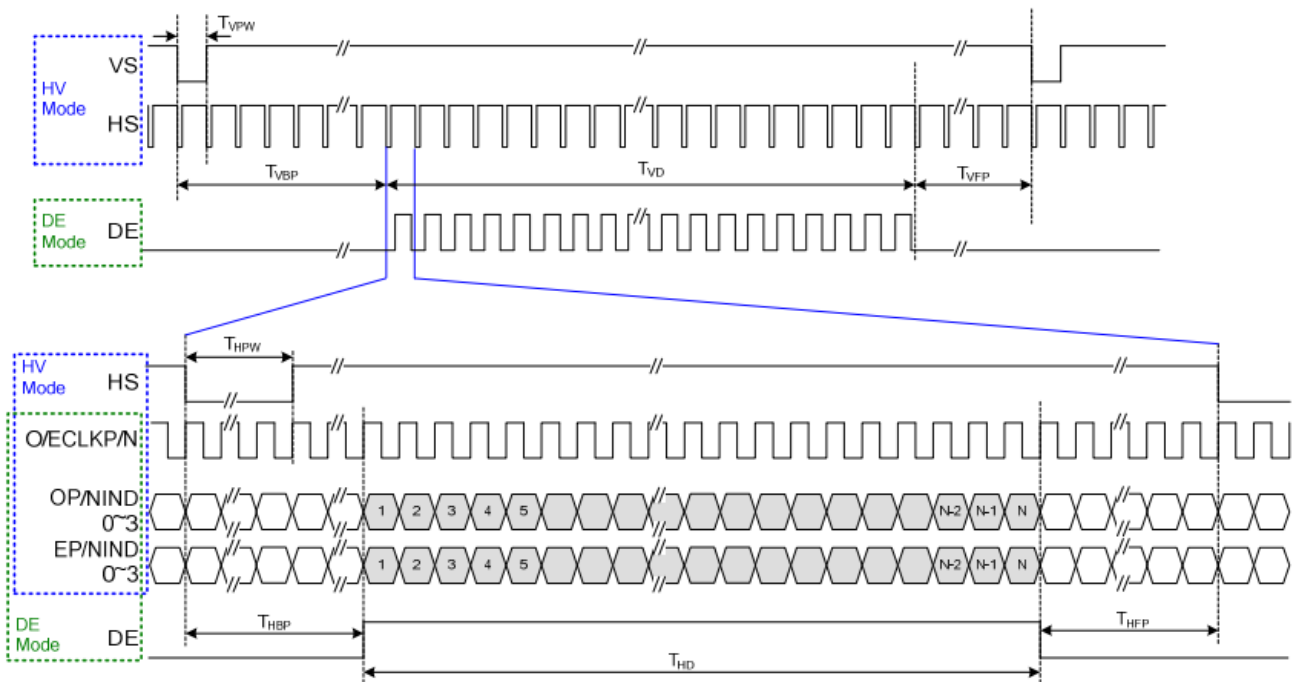 TVPW
VS
HV
Mode
HS
TVBP
TVD
TVFP
DE
Mode
DE
THPW
HV
Mode
HS
O/ECLKP/N
OP/NIND
0~3
1 2 3 4 5 N-2 N-1 N
EP/NIND
0~3
1 2 3 4 5 N-2 N-1 N
THBP
THFP
DE
Mode
DE
THD